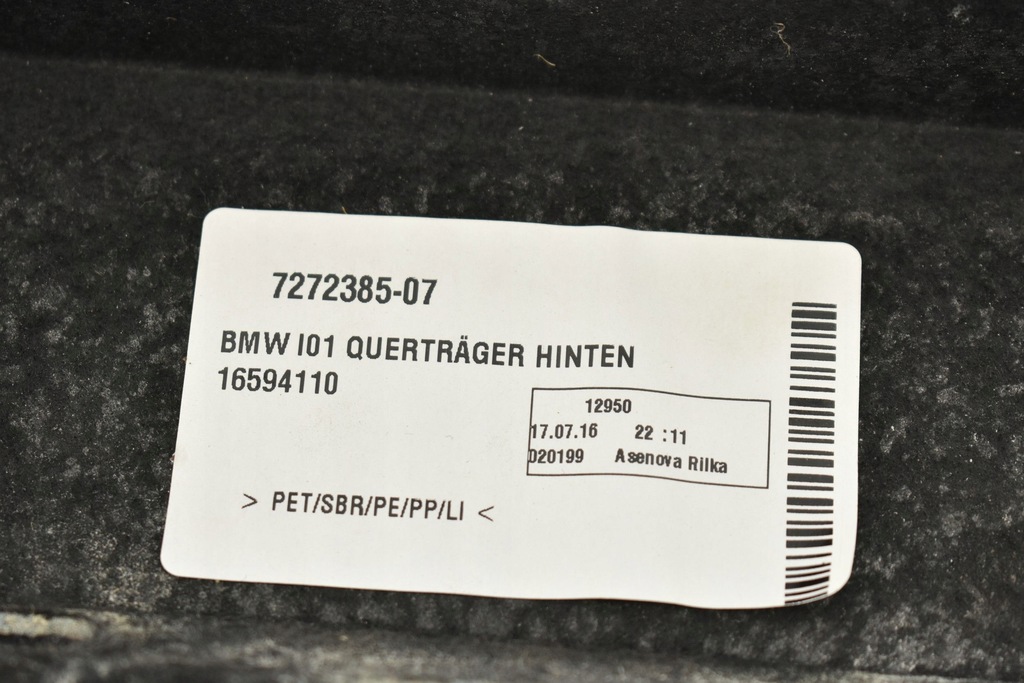 7272385-07
BMW I01 QUERTRÄGER HINTEN
16594110
12950
17.07.16 22 :11
020199 Asenova Rilka
> PET/SBR/PE/PP/LI <